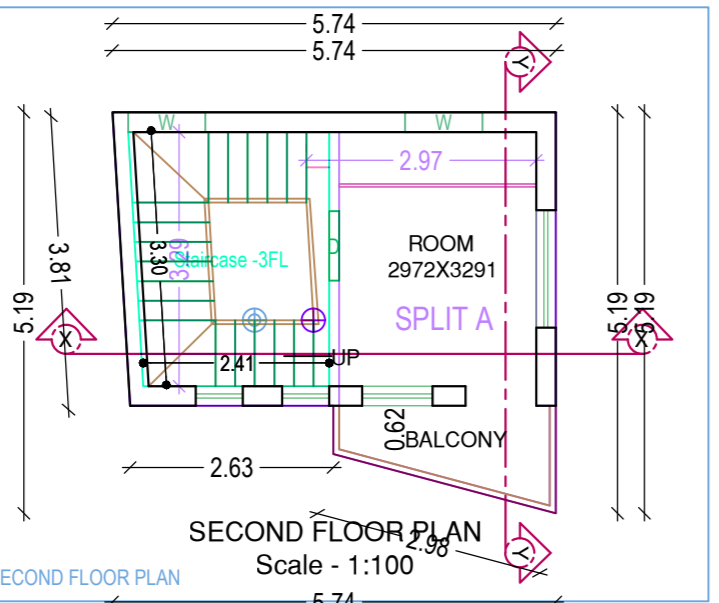 5.74
5.74
Y
W
W
2.97
3.81
3.30
3.29
Staircase -3FL
D
ROOM
2972X3291
SPLIT A
5.19
5.19
5.19
X
X
2.41
UP
0.62
BALCONY
2.63
SECOND FLOOR PLAN
2.98
Scale - 1:100
Y
ECOND FLOOR PLAN
5.74